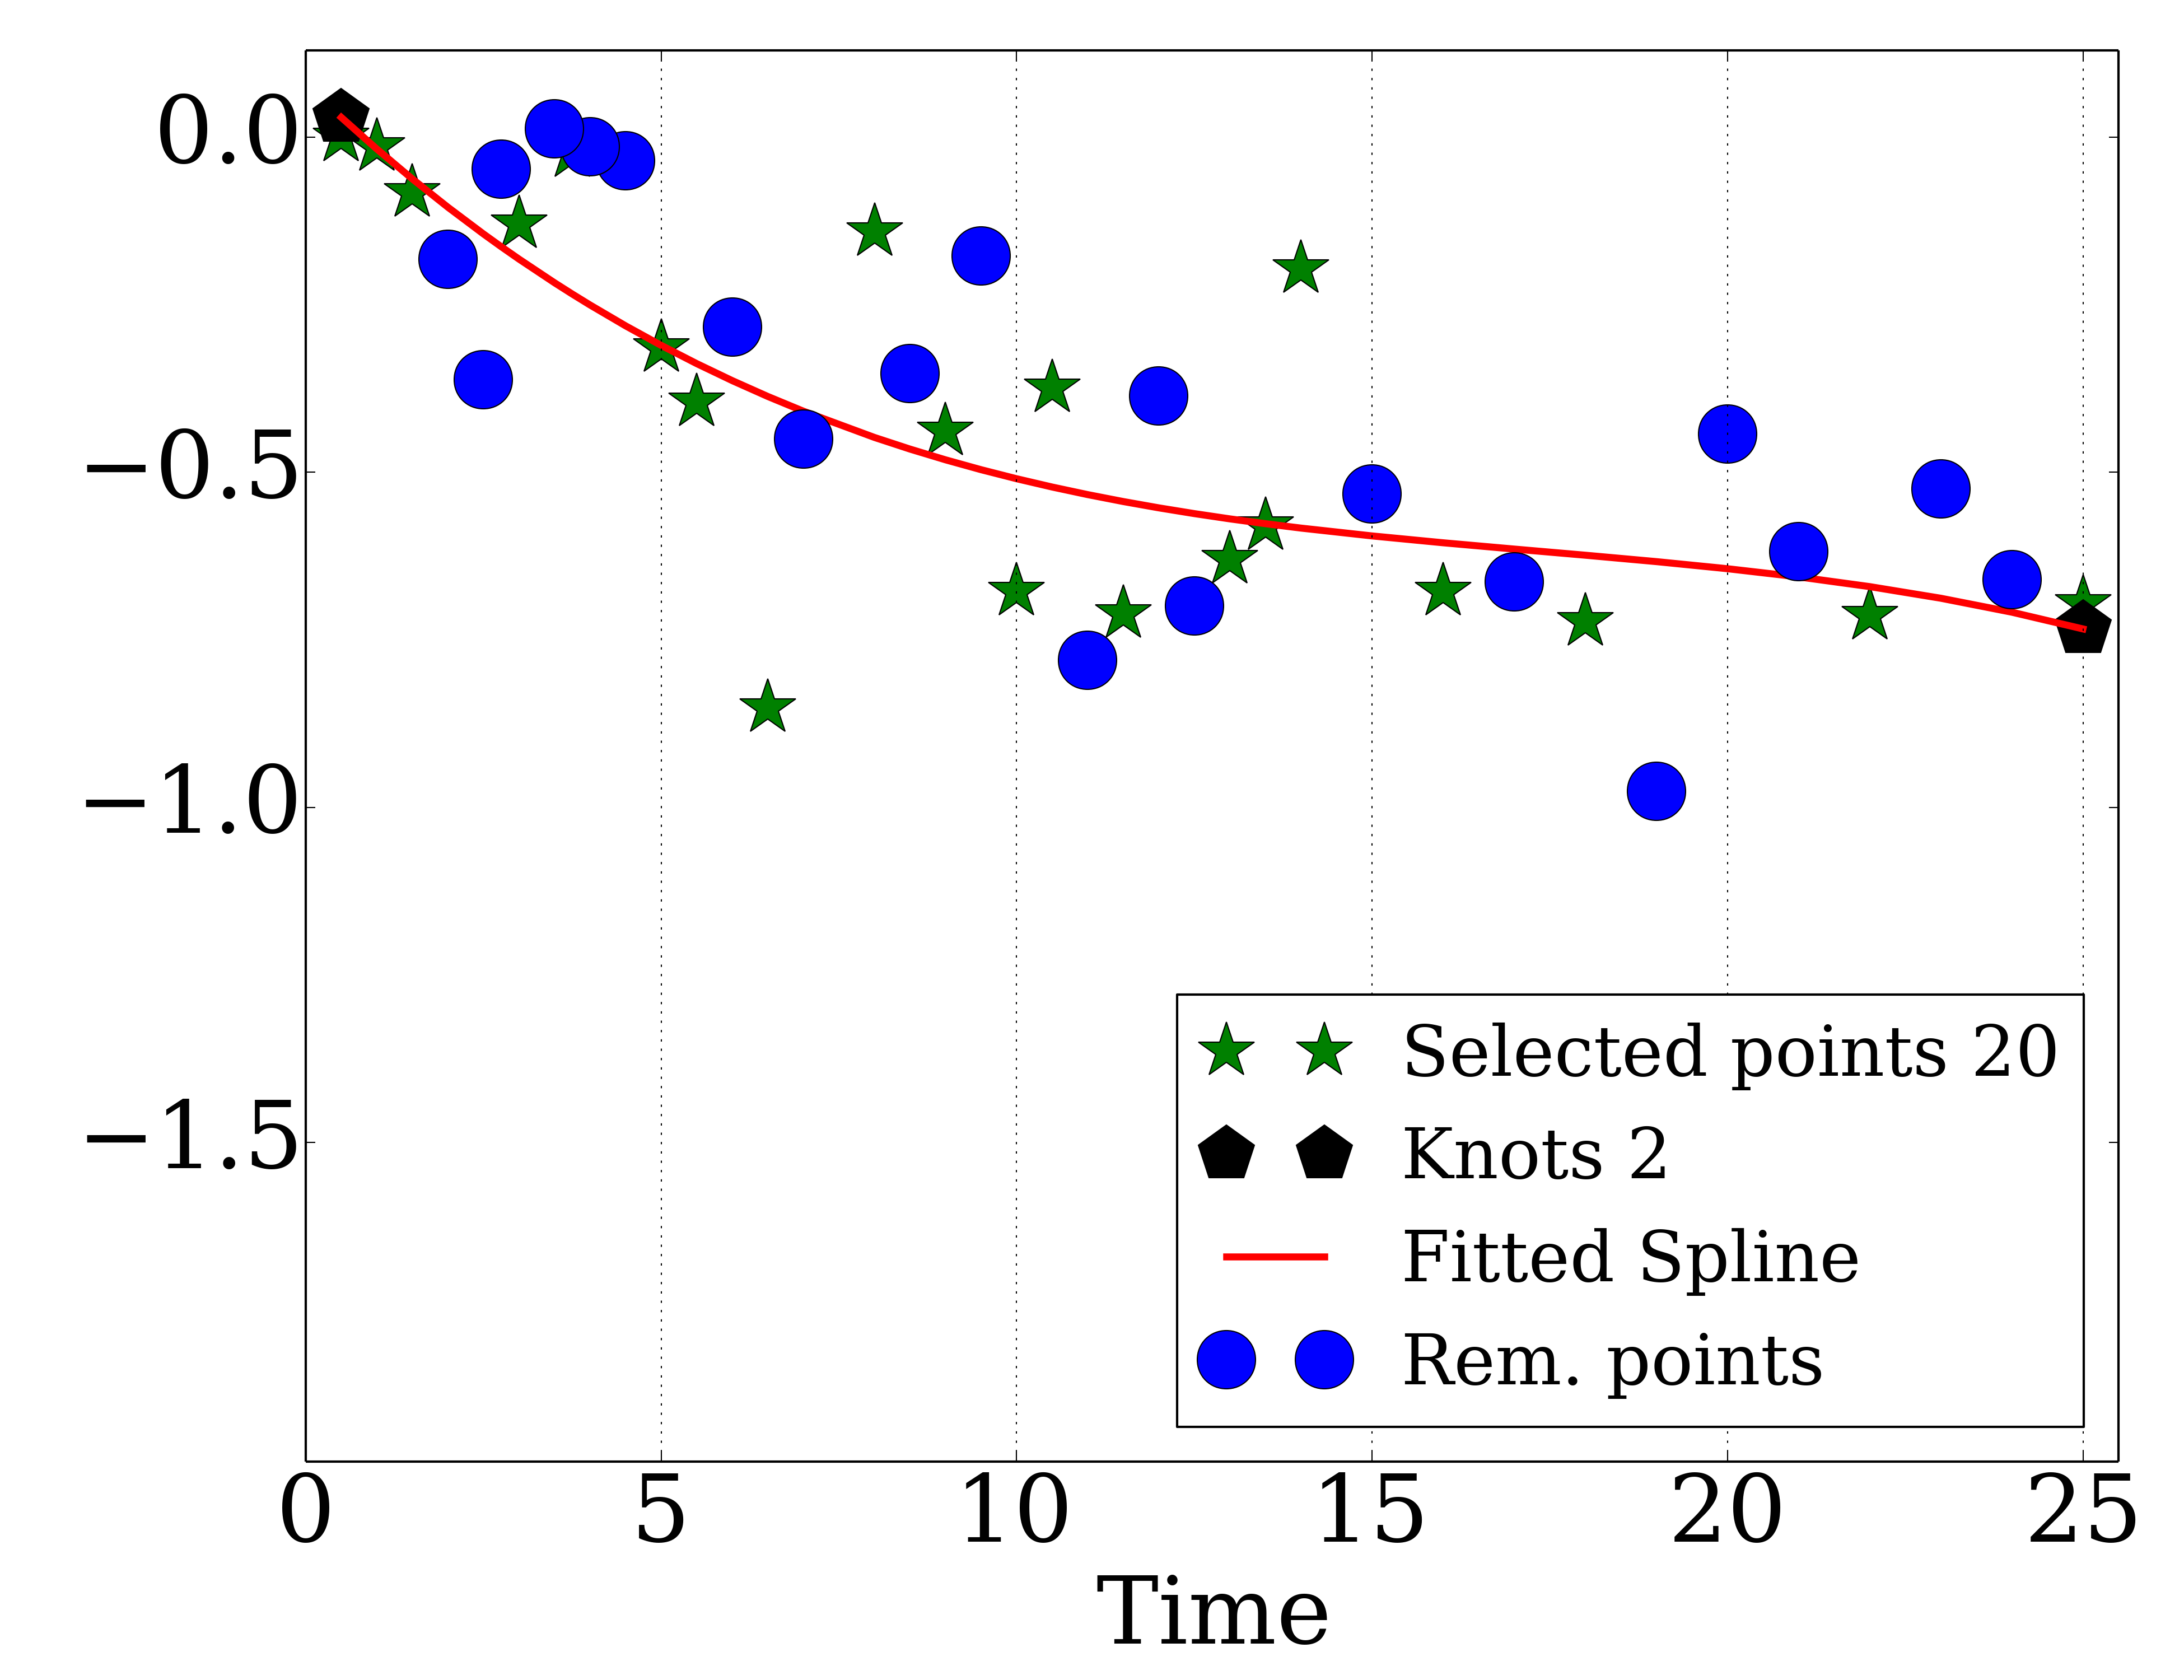 0.0
−0.5
−1.0
−1.5
Selected points 20
Knots 2
Fitted Spline
Rem. points
0 5 10 15 20 25
Time